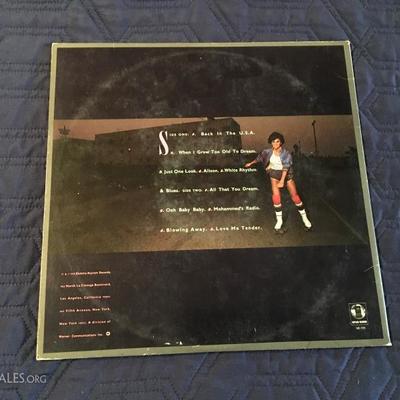 SIDE ONE: Back In The U.S.A.
When I Grow Too Old To Dream.
Just One Look. Alison. White Rhythm
& Blues. SIDE TWO: All That You Dream.
Ooh Baby Baby. Mohammed's Radio.
Blowing Away. Love Me Tender.
Records.
North La Cienega Boulevard,
Los Angeles, California
Fifth Avenue, New York,
New York A division of
Warner Communications Inc.
ALES.ORG